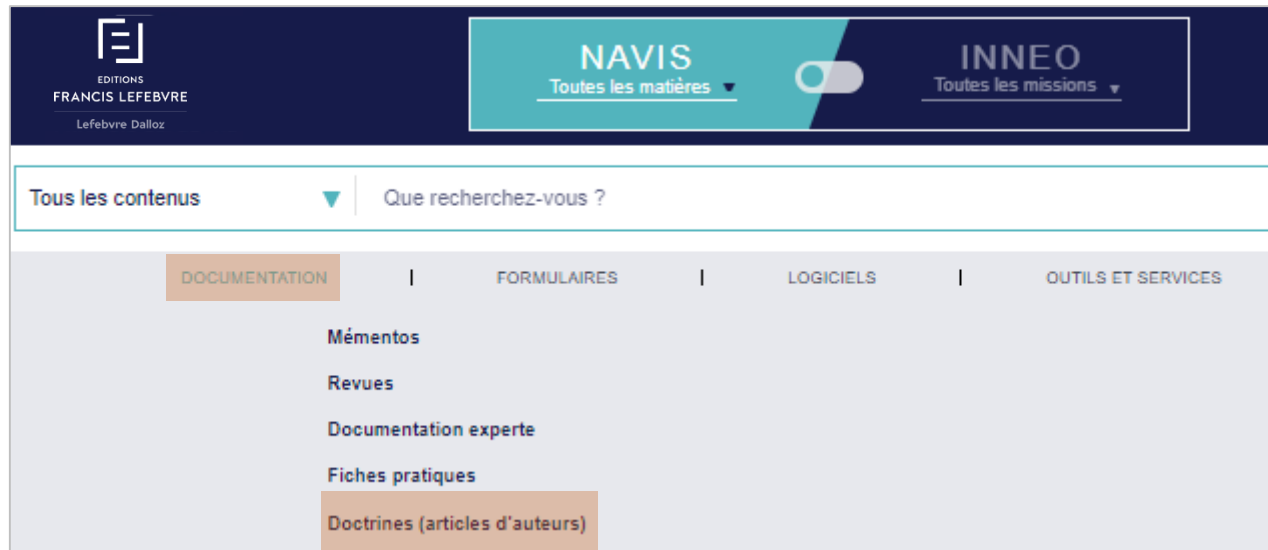 EDITIONS
FRANCIS LEFEBVRE
Lefebvre Dalloz
NAVIS
Toutes les matières
INNEO
Toutes les missions
Tous les contenus
Que recherchez-vous ?
DOCUMENTATION | FORMULAIRES | LOGICIELS | OUTILS ET SERVICES
Mémentos
Revues
Documentation experte
Fiches pratiques
Doctrines (articles d'auteurs)